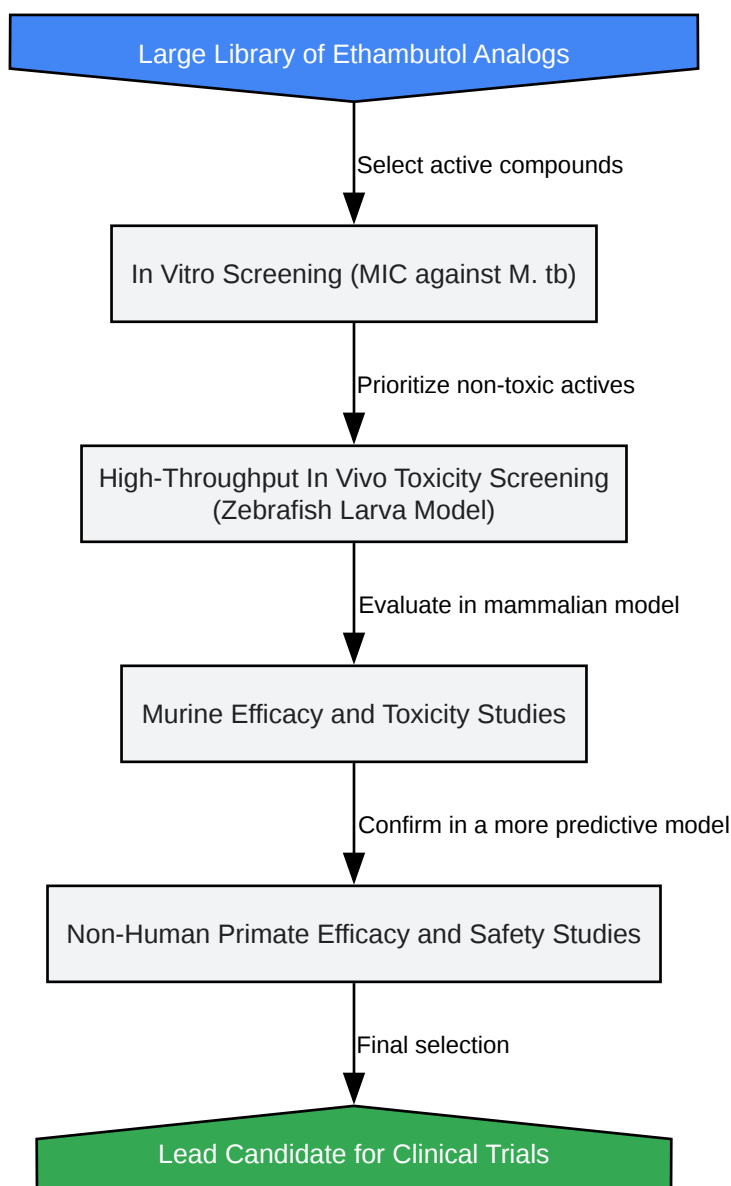 Large Library of Ethambutol Analogs
Select active compounds
In Vitro Screening (MIC against M. tb)
Prioritize non-toxic actives
High-Throughput In Vivo Toxicity Screening
(Zebrafish Larva Model)
Evaluate in mammalian model
Murine Efficacy and Toxicity Studies
Confirm in a more predictive model
Non-Human Primate Efficacy and Safety Studies
Final selection
Lead Candidate for Clinical Trials